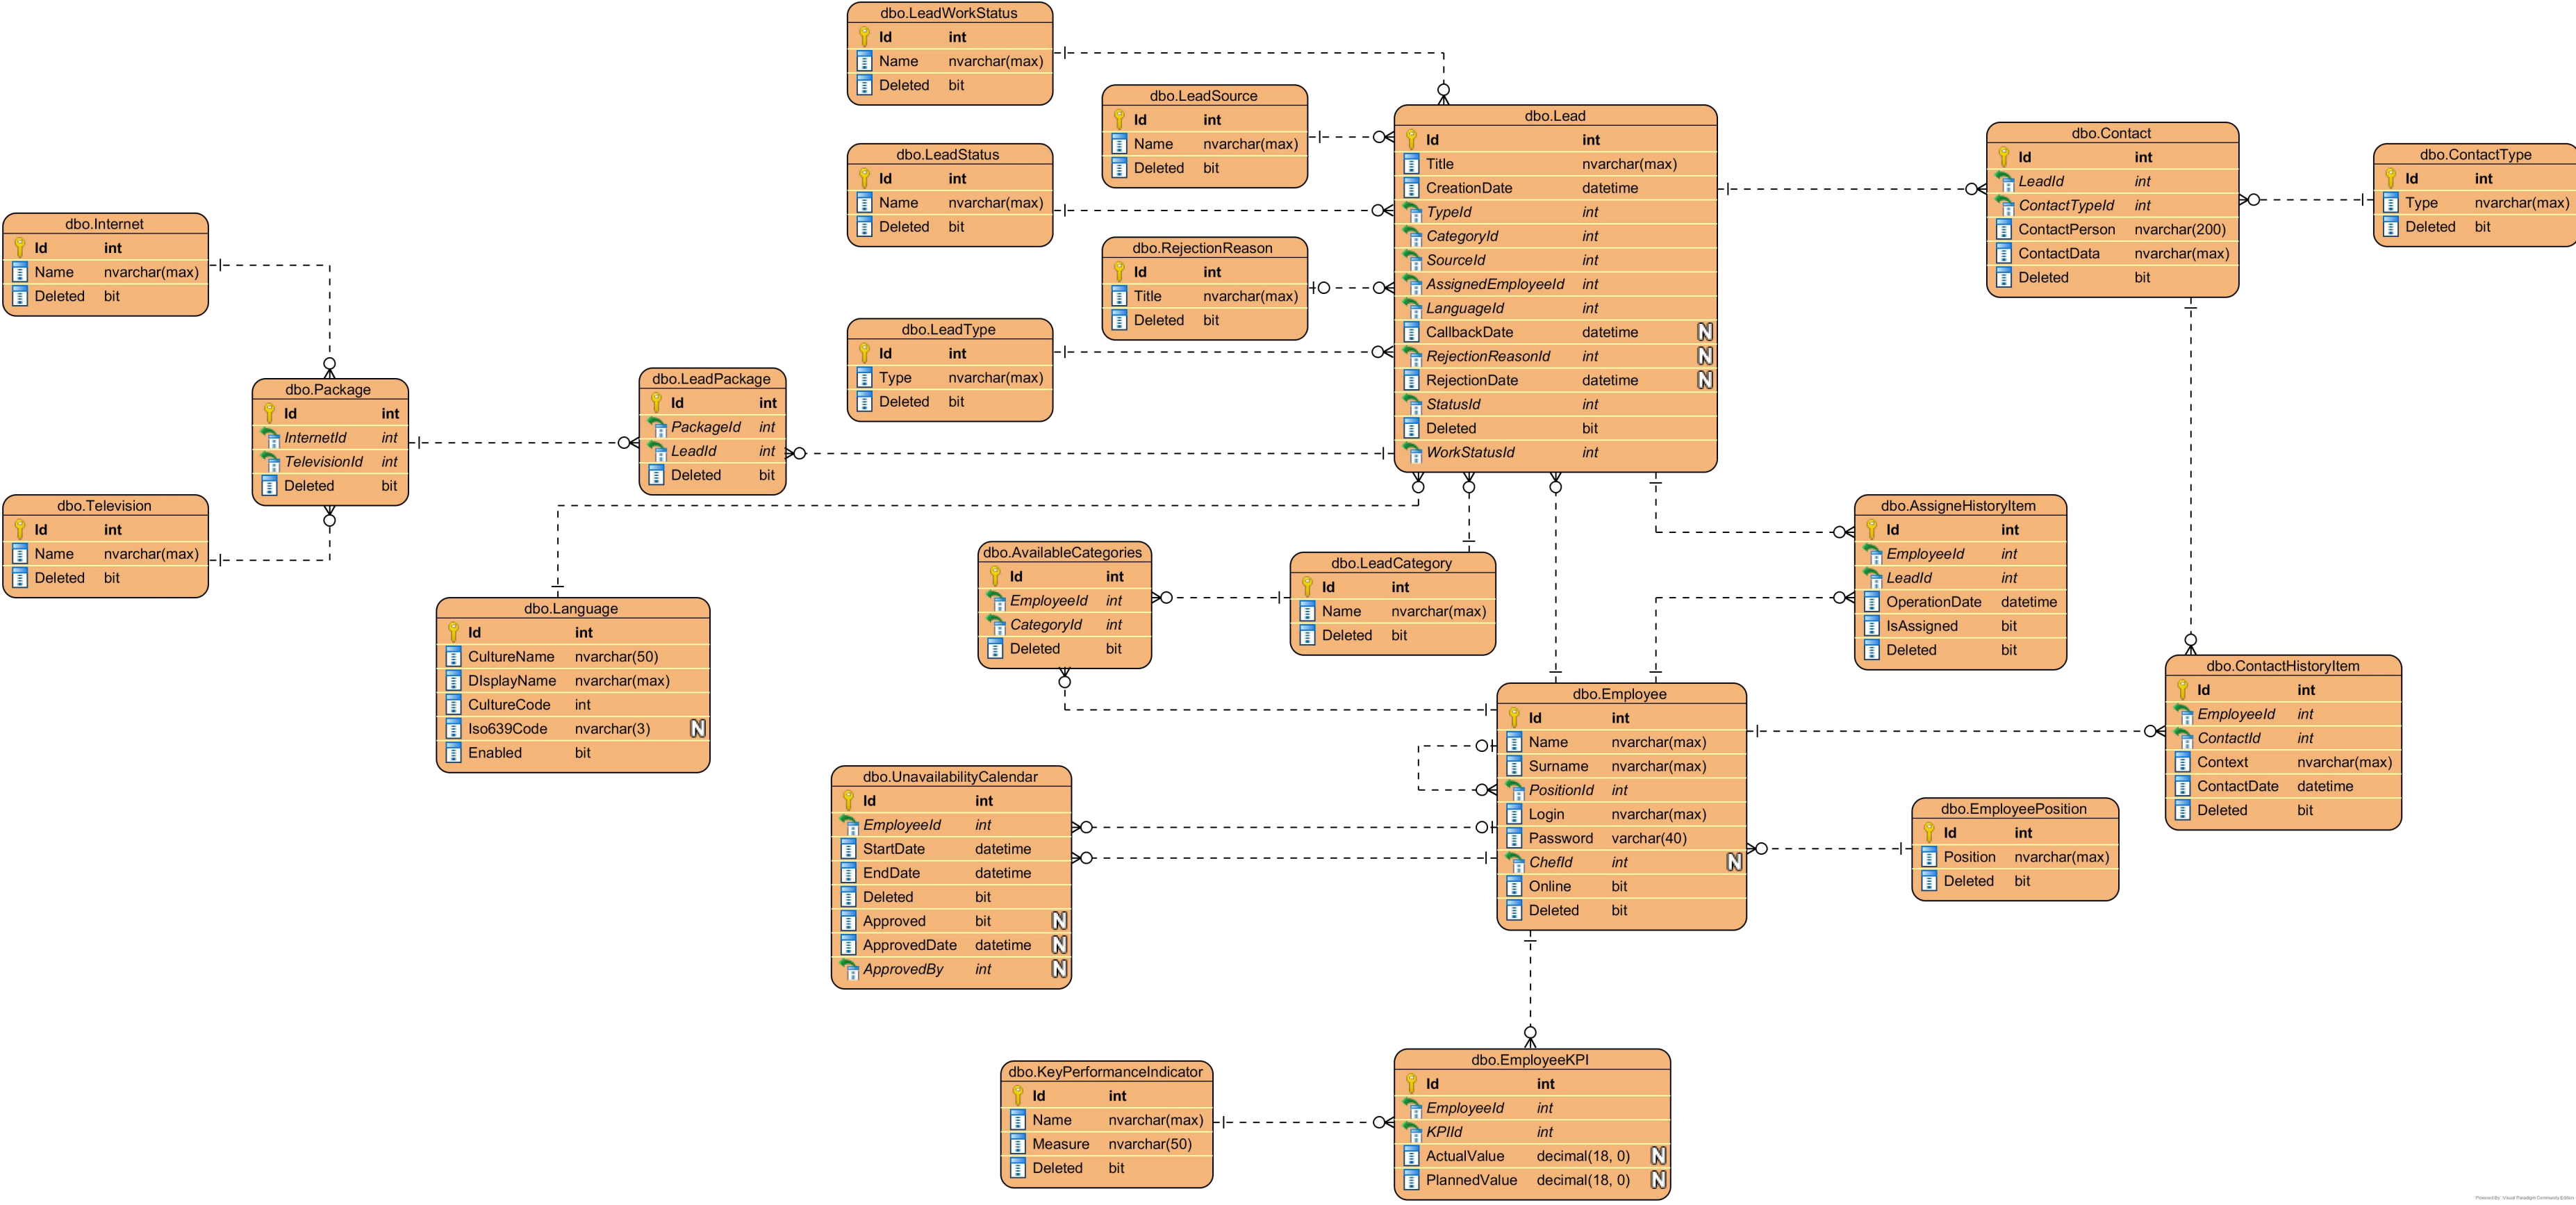 dbo.LeadWorkStatus
Id int
Name nvarchar(max)
Deleted bit
dbo.LeadSource
Id int
Name nvarchar(max)
Deleted bit
dbo.LeadStatus
Id int
Name nvarchar(max)
Deleted bit
dbo.RejectionReason
Id int
Title nvarchar(max)
Deleted bit
dbo.LeadType
Id int
Type nvarchar(max)
Deleted bit
dbo.Lead
Id int
Title nvarchar(max)
CreationDate datetime
TypeId int
CategoryId int
SourceId int
AssignedEmployeeId int
LanguageId int
CallbackDate datetime N
RejectionReasonId int N
RejectionDate datetime N
StatusId int
Deleted bit
WorkStatusId int
dbo.Contact
Id int
LeadId int
ContactTypeId int
ContactPerson nvarchar(200)
ContactData nvarchar(max)
Deleted bit
dbo.ContactType
Id int
Type nvarchar(max)
Deleted bit
dbo.Internet
Id int
Name nvarchar(max)
Deleted bit
dbo.Package
Id int
InternetId int
TelevisionId int
Deleted bit
dbo.LeadPackage
Id int
PackageId int
LeadId int
Deleted bit
dbo.Television
Id int
Name nvarchar(max)
Deleted bit
dbo.Language
Id int
CultureName nvarchar(50)
DIsplayName nvarchar(max)
CultureCode int
Iso639Code nvarchar(3) N
Enabled bit
dbo.AvailableCategories
Id int
EmployeeId int
CategoryId int
Deleted bit
dbo.LeadCategory
Id int
Name nvarchar(max)
Deleted bit
dbo.AssigneHistoryItem
Id int
EmployeeId int
LeadId int
OperationDate datetime
IsAssigned bit
Deleted bit
dbo.ContactHistoryItem
Id int
EmployeeId int
ContactId int
Context nvarchar(max)
ContactDate datetime
Deleted bit
dbo.Employee
Id int
Name nvarchar(max)
Surname nvarchar(max)
PositionId int
Login nvarchar(max)
Password varchar(40)
ChefId int N
Online bit
Deleted bit
dbo.UnavailabilityCalendar
Id int
EmployeeId int
StartDate datetime
EndDate datetime
Deleted bit
Approved bit N
ApprovedDate datetime N
ApprovedBy int N
dbo.EmployeePosition
Id int
Position nvarchar(max)
Deleted bit
dbo.KeyPerformanceIndicator
Id int
Name nvarchar(max)
Measure nvarchar(50)
Deleted bit
dbo.EmployeeKPI
Id int
EmployeeId int
KPIId int
ActualValue decimal(18, 0) N
PlannedValue decimal(18, 0) N
Powered By: Visual Paradigm Community Edition